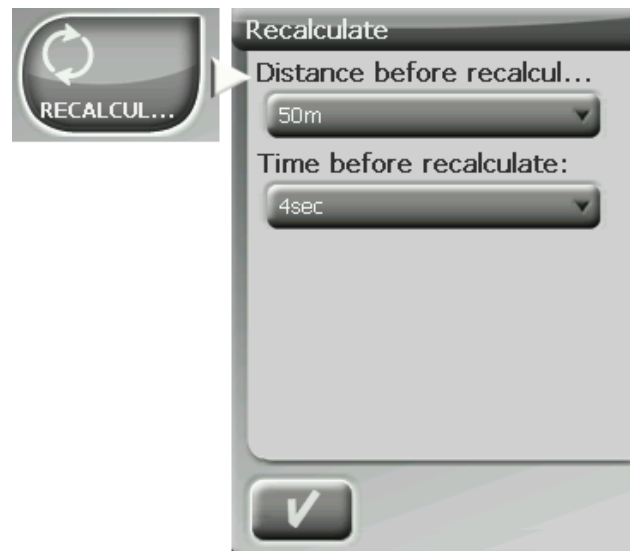 RECALCUL...
Recalculate
Distance before recalcul...
50m
Time before recalculate:
4sec